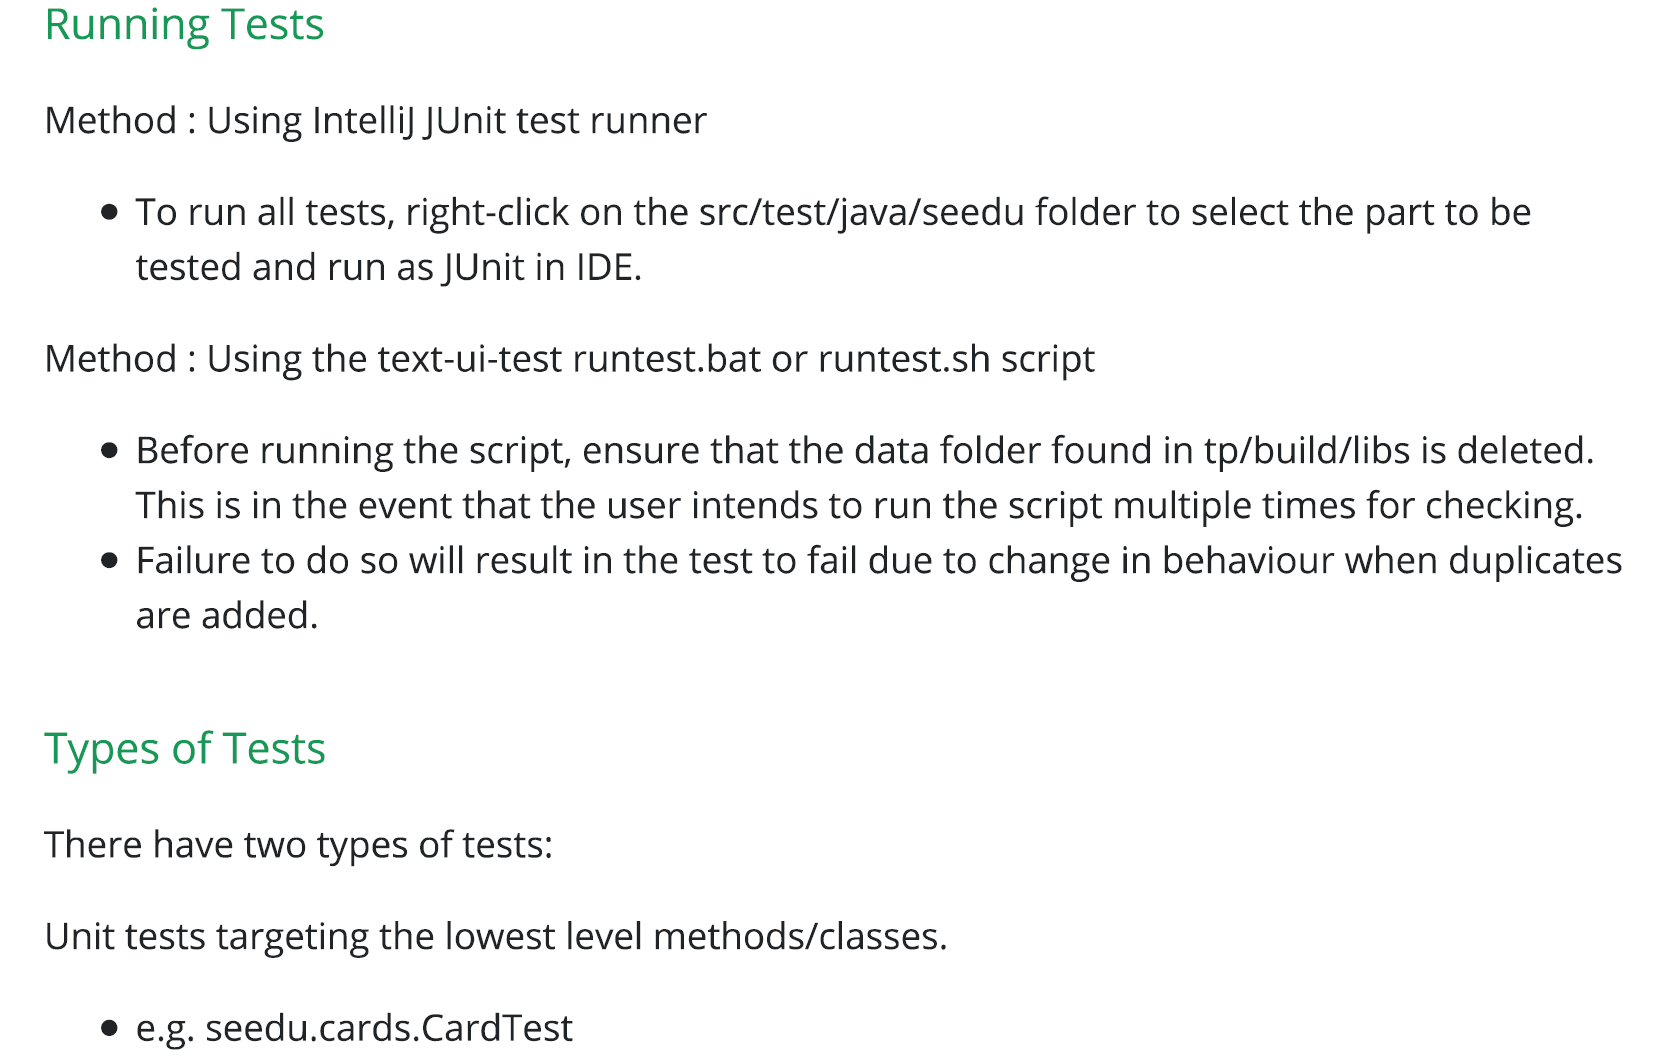 Running Tests
Method : Using IntelliJ JUnit test runner
● To run all tests, right-click on the src/test/java/seedu folder to select the part to be
tested and run as JUnit in IDE.
Method : Using the text-ui-test runtest.bat or runtest.sh script
● Before running the script, ensure that the data folder found in tp/build/libs is deleted.
This is in the event that the user intends to run the script multiple times for checking.
● Failure to do so will result in the test to fail due to change in behaviour when duplicates
are added.
Types of Tests
There have two types of tests:
Unit tests targeting the lowest level methods/classes.
● e.g. seedu.cards.CardTest